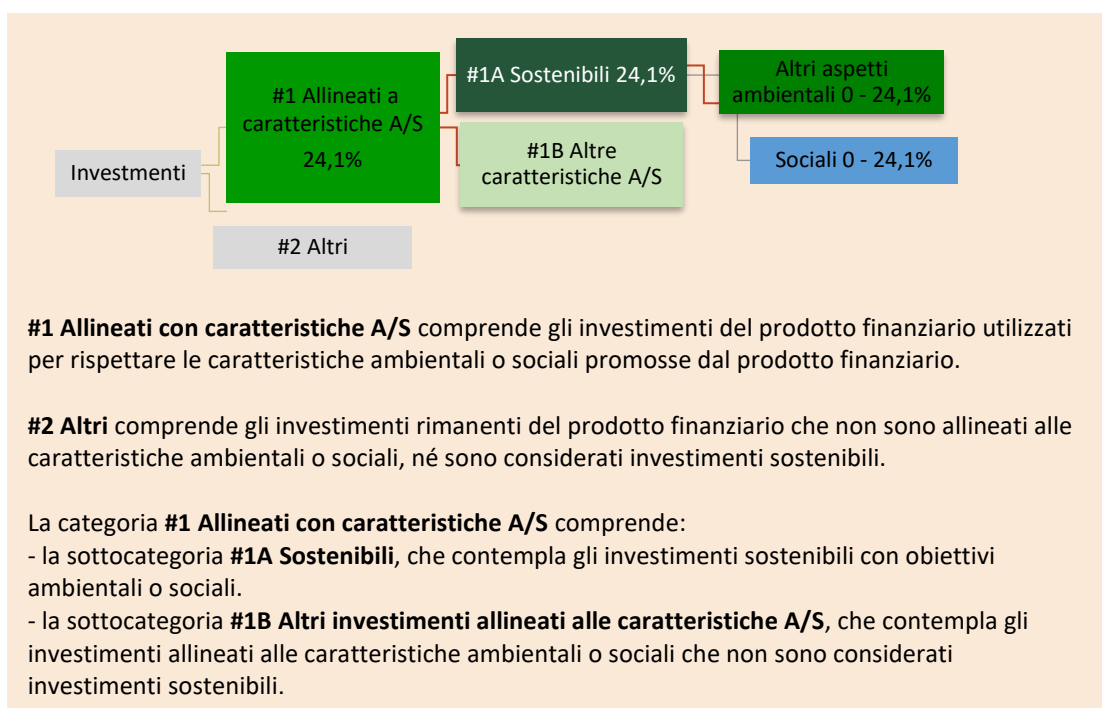 #1A Sostenibili 24,1%
Altri aspetti
ambientali 0 - 24,1%
#1 Allineati a
caratteristiche A/S
24,1%
#1B Altre
caratteristiche A/S
Sociali 0 - 24,1%
Investmenti
#2 Altri
#1 Allineati con caratteristiche A/S comprende gli investimenti del prodotto finanziario utilizzati
per rispettare le caratteristiche ambientali o sociali promosse dal prodotto finanziario.
#2 Altri comprende gli investimenti rimanenti del prodotto finanziario che non sono allineati alle
caratteristiche ambientali o sociali, né sono considerati investimenti sostenibili.
La categoria #1 Allineati con caratteristiche A/S comprende:
- la sottocategoria #1A Sostenibili, che contempla gli investimenti sostenibili con obiettivi
ambientali o sociali.
- la sottocategoria #1B Altri investimenti allineati alle caratteristiche A/S, che contempla gli
investimenti allineati alle caratteristiche ambientali o sociali che non sono considerati
investimenti sostenibili.